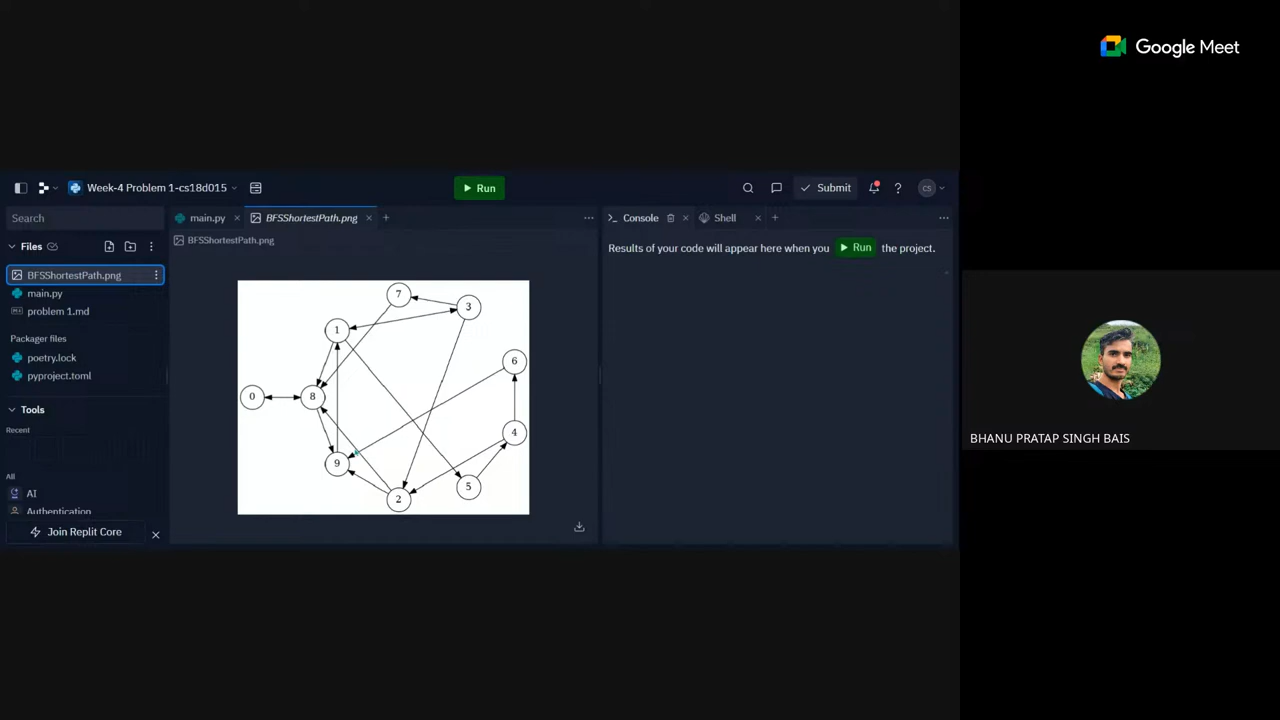 Google Meet
Week-4 Problem 1-cs18d015
Run
Submit
CS
Search
main.py
BFSShortestPath.png
Console
Shell
Files
BFSShortestPath.png
Results of your code will appear here when you Run the project.
BFSShortestPath.png
main.py
problem 1.md
Packager files
poetry.lock
pyproject.toml
Tools
Recent
All
AI
Authentication
Join Replit Core
7
3
1
6
0
8
4
9
5
2
BHANU PRATAP SINGH BAIS